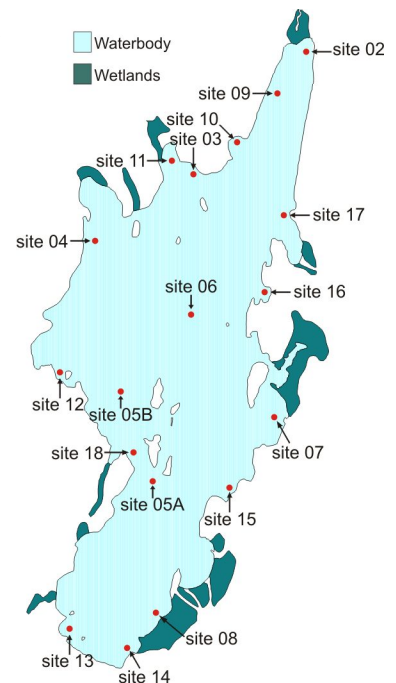 Waterbody
Wetlands
site 02
site 09
site 10
site 03
site 11
site 17
site 04
site 16
site 06
site 12
site 05B
site 07
site 18
site 05A
site 15
site 08
site 13
site 14